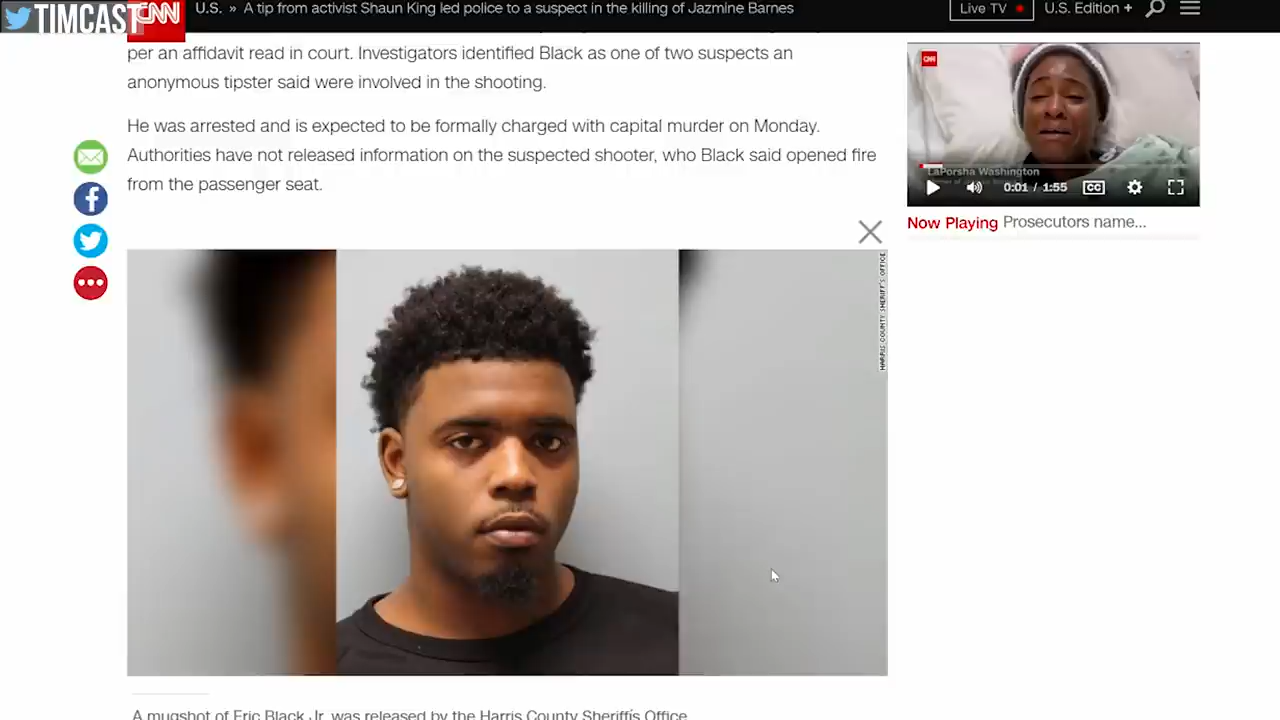 TIMCAST
CNN
U.S. » A tip from activist Shaun King led police to a suspect in the killing of Jazmine Barnes
Live TV
U.S. Edition +
per an affidavit read in court. Investigators identified Black as one of two suspects an
anonymous tipster said were involved in the shooting.
He was arrested and is expected to be formally charged with capital murder on Monday.
Authorities have not released information on the suspected shooter, who Black said opened fire
from the passenger seat.
CNN
LaPorsha Washington
0:01 / 1:55
CC
Now Playing Prosecutors name...
HARRIS COUNTY SHERIFF'S OFFICE
A mugshot of Eric Black Jr. was released by the Harris County Sheriff's Office